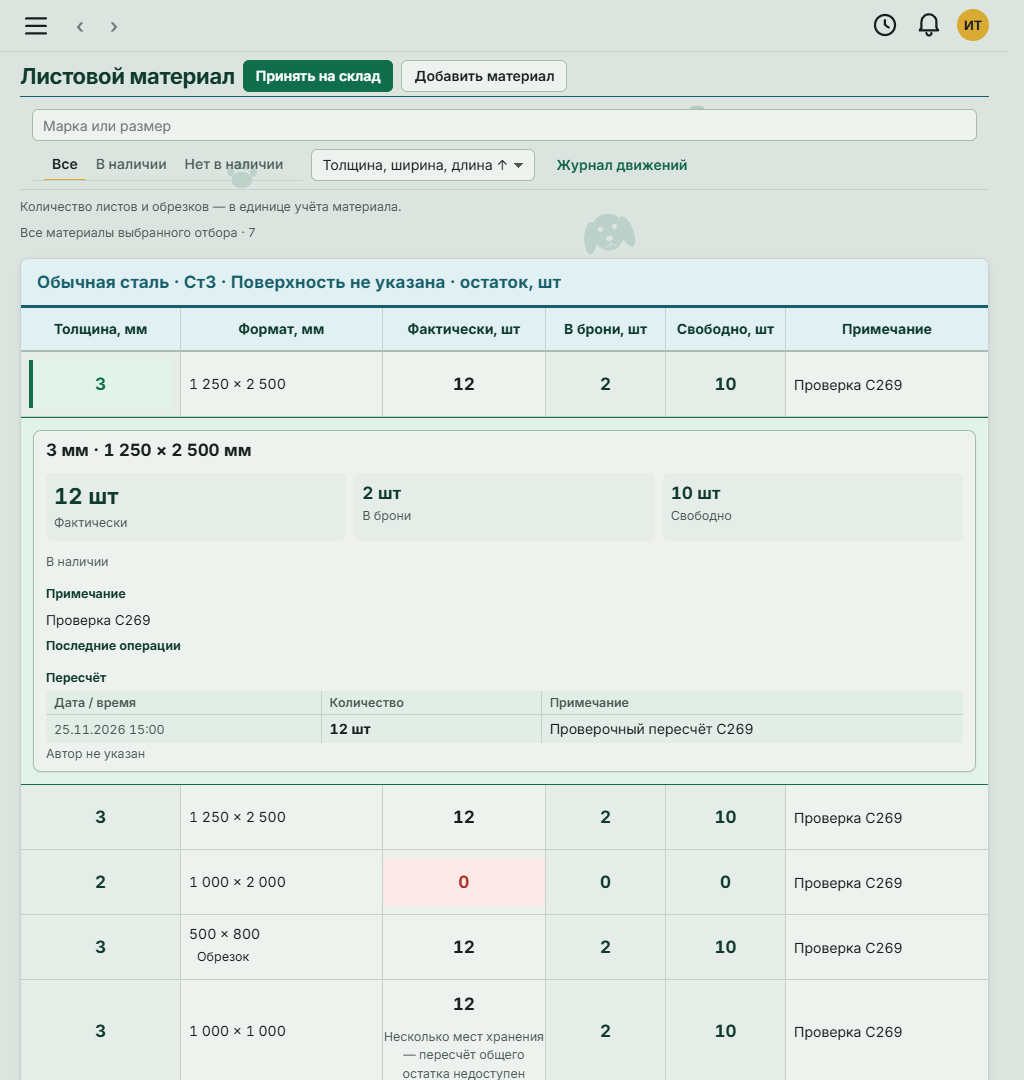 ИТ
Листовой материал Принять на склад Добавить материал
Марка или размер
Все В наличии Нет в наличии Толщина, ширина, длина ↑ Журнал движений
Количество листов и обрезков — в единице учёта материала.
Все материалы выбранного отбора · 7
Обычная сталь · Ст3 · Поверхность не указана · остаток, шт
Толщина, мм Формат, мм Фактически, шт В брони, шт Свободно, шт Примечание
3 1 250 × 2 500 12 2 10 Проверка С269
3 мм · 1 250 × 2 500 мм
12 шт 2 шт 10 шт
Фактически В брони Свободно
В наличии
Примечание
Проверка С269
Последние операции
Пересчёт
Дата / время Количество Примечание
25.11.2026 15:00 12 шт Проверочный пересчёт С269
Автор не указан
3 1 250 × 2 500 12 2 10 Проверка С269
2 1 000 × 2 000 0 0 0 Проверка С269
3 500 × 800 12 2 10 Проверка С269
Обрезок
3 1 000 × 1 000 12 2 10 Проверка С269
Несколько мест хранения
— пересчёт общего
остатка недоступен